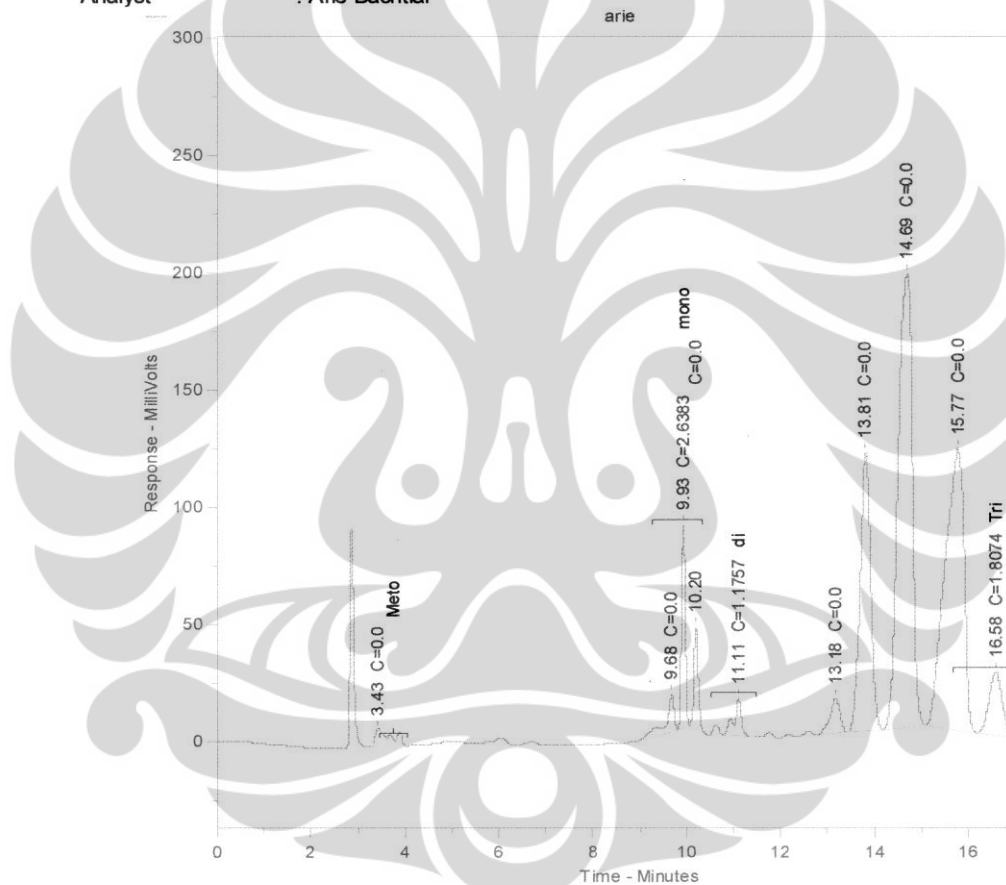 Analyst : Aris Bachtiar
arie
300
250
200
150
100
50
0
Response - MilliVolts
3.43 C=0.0 Meto
9.68 C=0.0
9.93 C=2.6383 mono
10.20 C=0.0
11.11 C=1.1757 di
13.18 C=0.0
13.81 C=0.0
14.69 C=0.0
15.77 C=0.0
16.58 C=1.8074 Tri
0 2 4 6 8 10 12 14 16
Time - Minutes